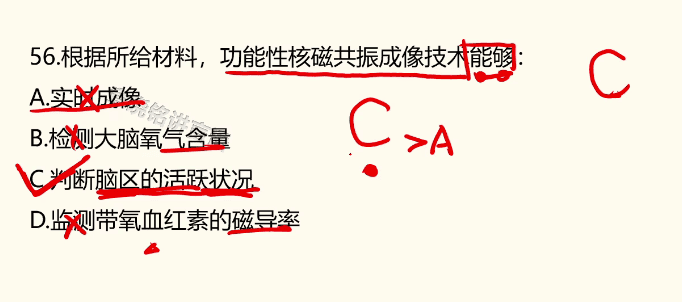 56.根据所给材料，功能性核磁共振成像技术能够：
C
A.实时成像
C>A
B.检测大脑氧气含量
C.判断脑区的活跃状况
D.监测带氧血红素的磁导率